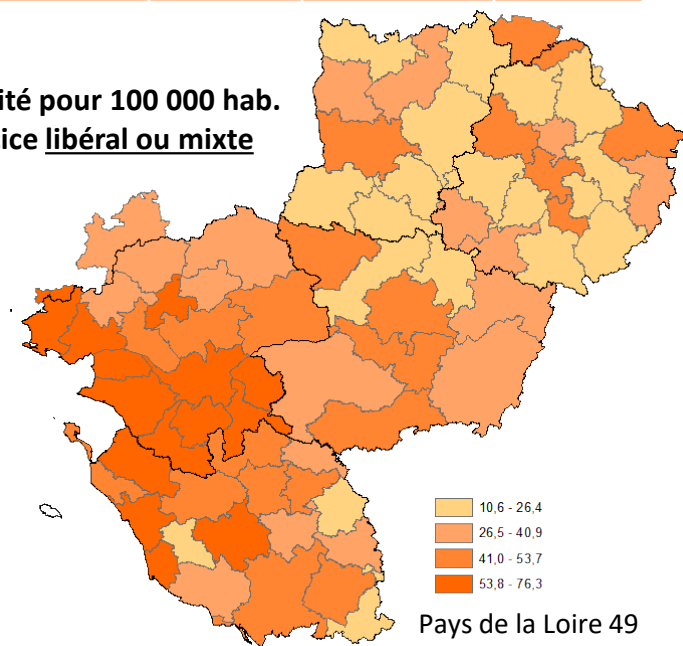 ité pour 100 000 hab.
ice libéral ou mixte
10,6 - 26,4
26,5 - 40,9
41,0 - 53,7
53,8 - 76,3
Pays de la Loire 49